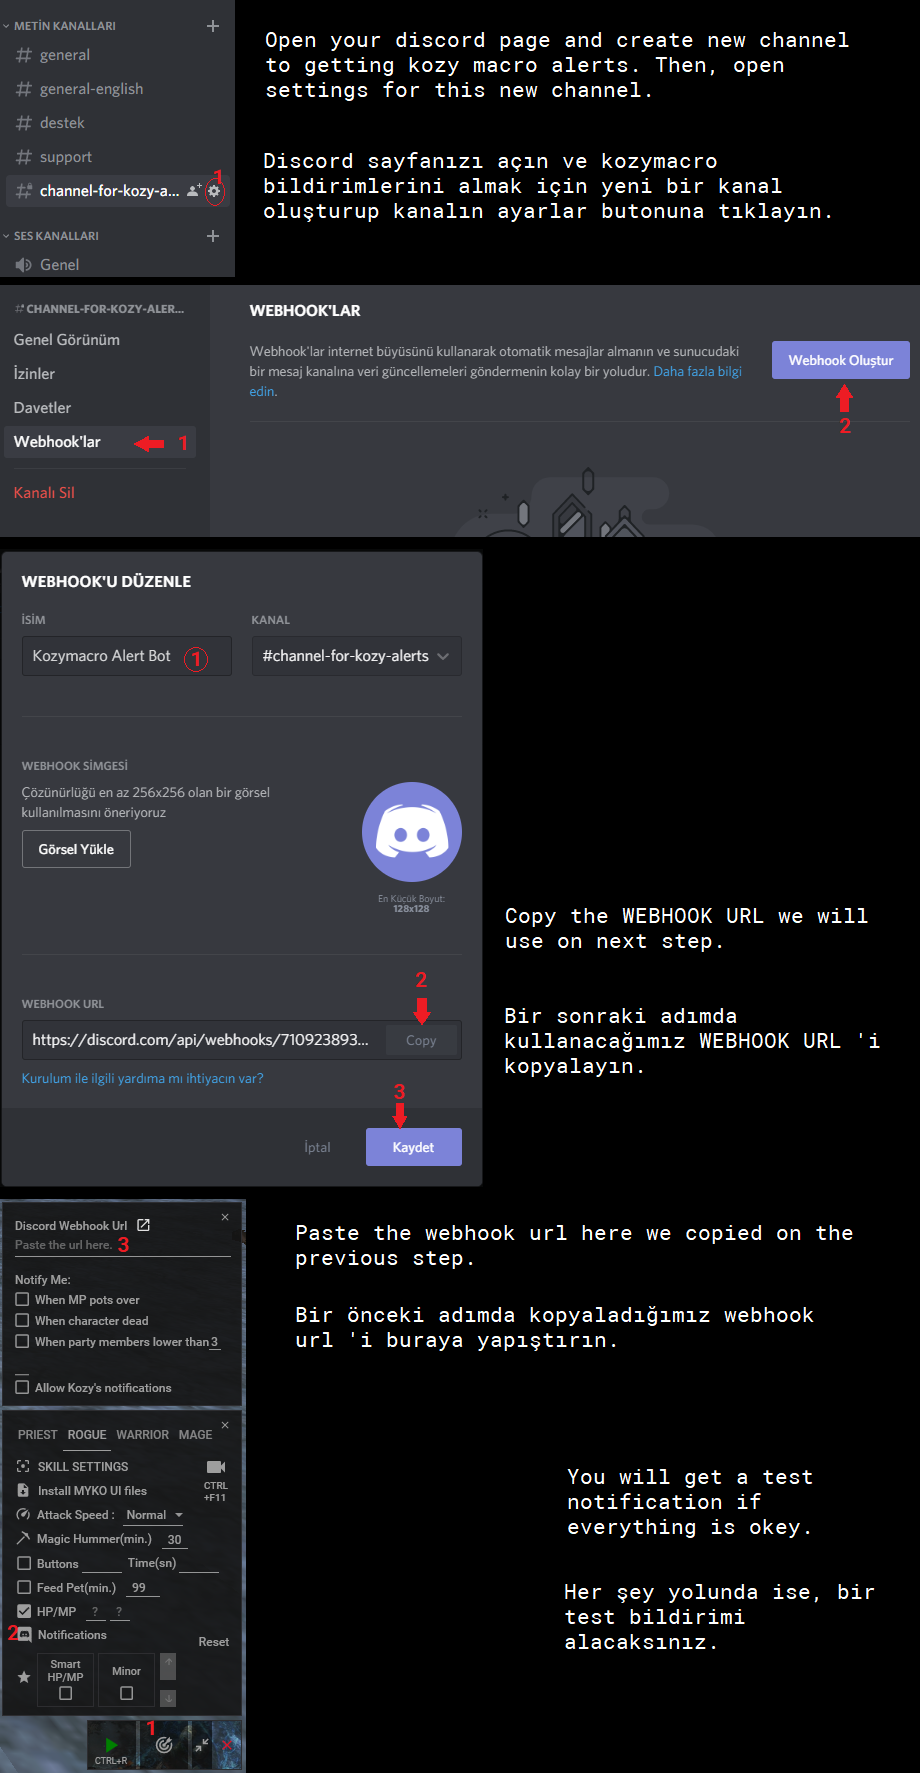 METİN KANALLARI
general
general-english
destek
support
channel-for-kozy-a...
1
SES KANALLARI
Genel
Open your discord page and create new channel
to getting kozy macro alerts. Then, open
settings for this new channel.
Discord sayfanızı açın ve kozymacro
bildirimlerini almak için yeni bir kanal
oluşturup kanalın ayarlar butonuna tıklayın.
CHANNEL-FOR-KOZY-ALER...
Genel Görünüm
İzinler
Davetler
Webhook'lar
1
Kanalı Sil
WEBHOOK'LAR
Webhook'lar internet büyüsünü kullanarak otomatik mesajlar almanın ve sunucudaki
bir mesaj kanalına veri güncellemeleri göndermenin kolay bir yoludur. Daha fazla bilgi
edin.
Webhook Oluştur
2
WEBHOOK'U DÜZENLE
İSİM
KANAL
Kozymacro Alert Bot
1
#channel-for-kozy-alerts
WEBHOOK SİMGESİ
Çözünürlüğü en az 256x256 olan bir görsel
kullanılmasını öneriyoruz
Görsel Yükle
En Küçük Boyut:
128x128
WEBHOOK URL
2
https://discord.com/api/webhooks/710923893...
Copy
Kurulum ile ilgili yardıma mı ihtiyacın var?
3
İptal
Kaydet
Copy the WEBHOOK URL we will
use on next step.
Bir sonraki adımda
kullanacağımız WEBHOOK URL 'i
kopyalayın.
Discord Webhook Url
Paste the url here.
3
Notify Me:
When MP pots over
When character dead
When party members lower than 3
Allow Kozy's notifications
Paste the webhook url here we copied on the
previous step.
Bir önceki adımda kopyaladığımız webhook
url 'i buraya yapıştırın.
PRIEST ROGUE WARRIOR MAGE
SKILL SETTINGS
Install MYKO UI files
CTRL
+F11
Attack Speed : Normal
Magic Hummer(min.) 30
Buttons Time(sn)
Feed Pet(min.) 99
HP/MP ? ?
2
Notifications
Reset
Smart
HP/MP
Minor
1
CTRL+R
You will get a test
notification if
everything is okey.
Her şey yolunda ise, bir
test bildirimi
alacaksınız.